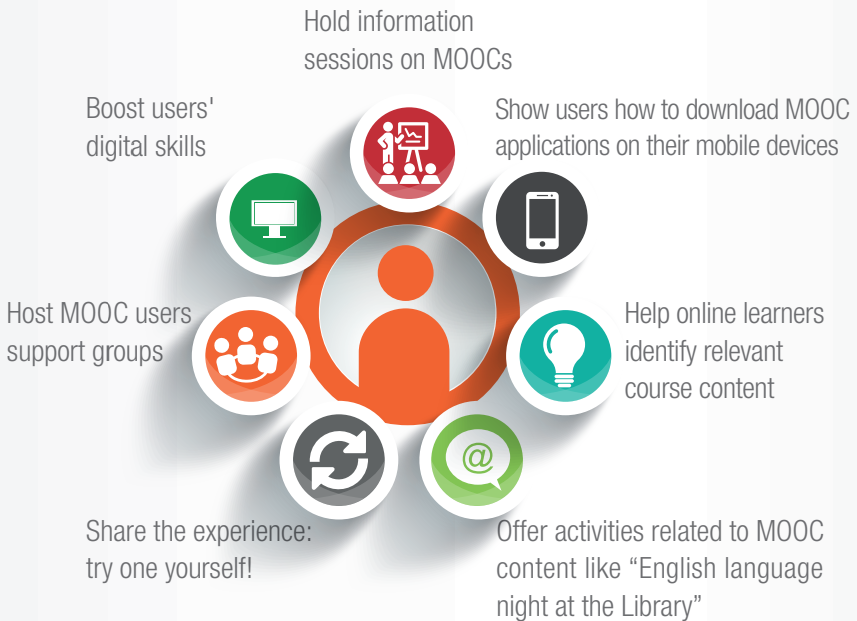 Hold information
sessions on MOOCs
Show users how to download MOOC
applications on their mobile devices
Help online learners
identify relevant
course content
@
Offer activities related to MOOC
content like “English language
night at the Library”
Share the experience:
try one yourself!
Host MOOC users
support groups
Boost users'
digital skills